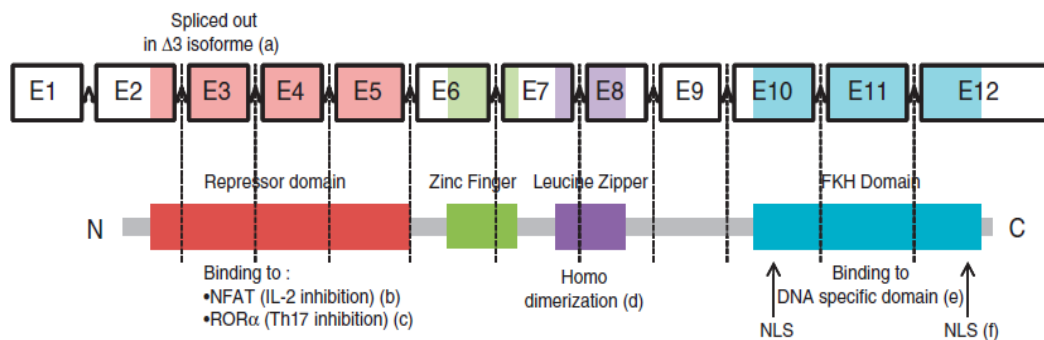 Spliced out
in Δ3 isoforme (a)
E1 E2 E3 E4 E5 E6 E7 E8 E9 E10 E11 E12
Repressor domain Zinc Finger Leucine Zipper FKH Domain
N C
Binding to :
•NFAT (IL-2 inhibition) (b)
•RORα (Th17 inhibition) (c)
Homo
dimerization (d)
Binding to
DNA specific domain (e)
NLS NLS (f)